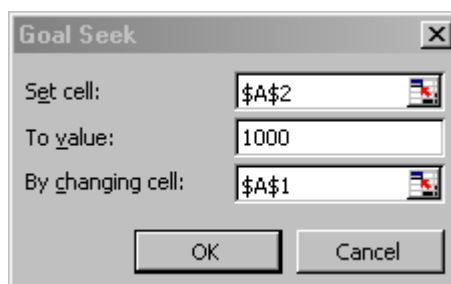 Goal Seek
Set cell: $A$2
To value: 1000
By changing cell: $A$1
OK Cancel